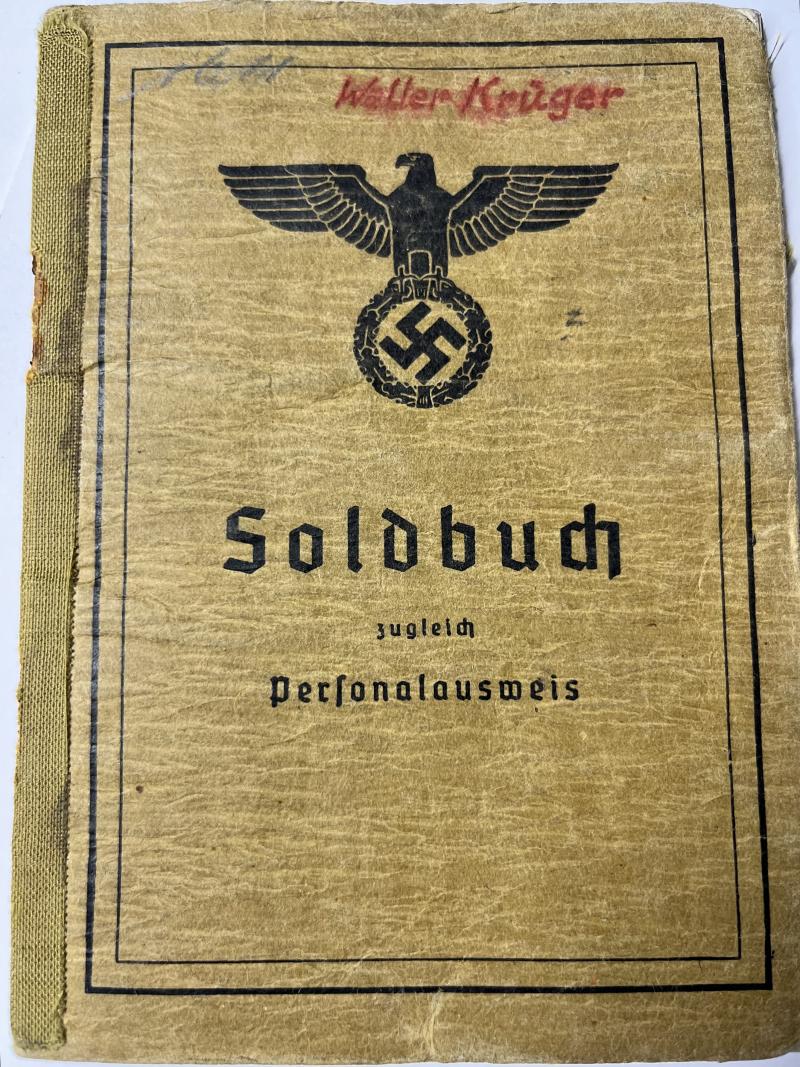 Walter Krüger
Soldbuch
zugleich
Personalausweis